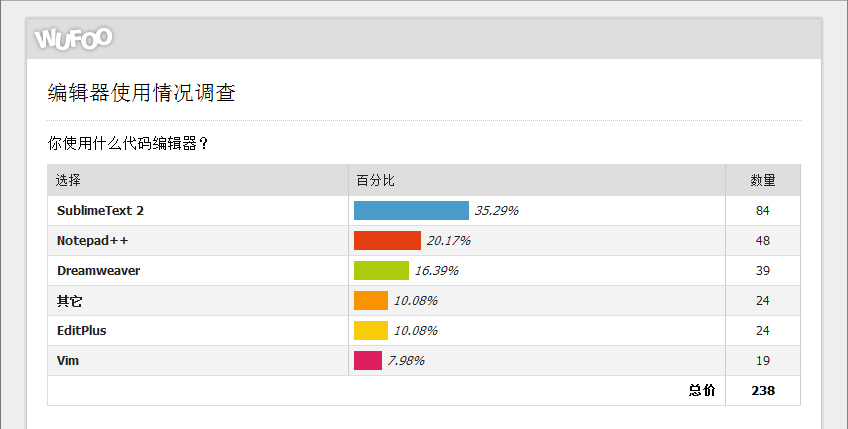 WUFOO
编辑器使用情况调查
你使用什么代码编辑器？
选择 百分比 数量
SublimeText 2 35.29% 84
Notepad++ 20.17% 48
Dreamweaver 16.39% 39
其它 10.08% 24
EditPlus 10.08% 24
Vim 7.98% 19
总价 238